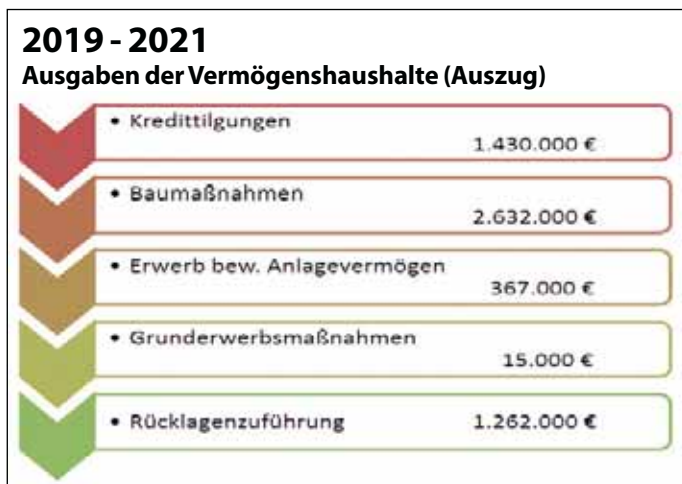 2019 - 2021
Ausgaben der Vermögenshaushalte (Auszug)
• Kredittilgungen
1.430.000 €
• Baumaßnahmen
2.632.000 €
• Erwerb bew. Anlagevermögen
367.000 €
• Grunderwerbsmaßnahmen
15.000 €
• Rücklagenzuführung 1.262.000 €